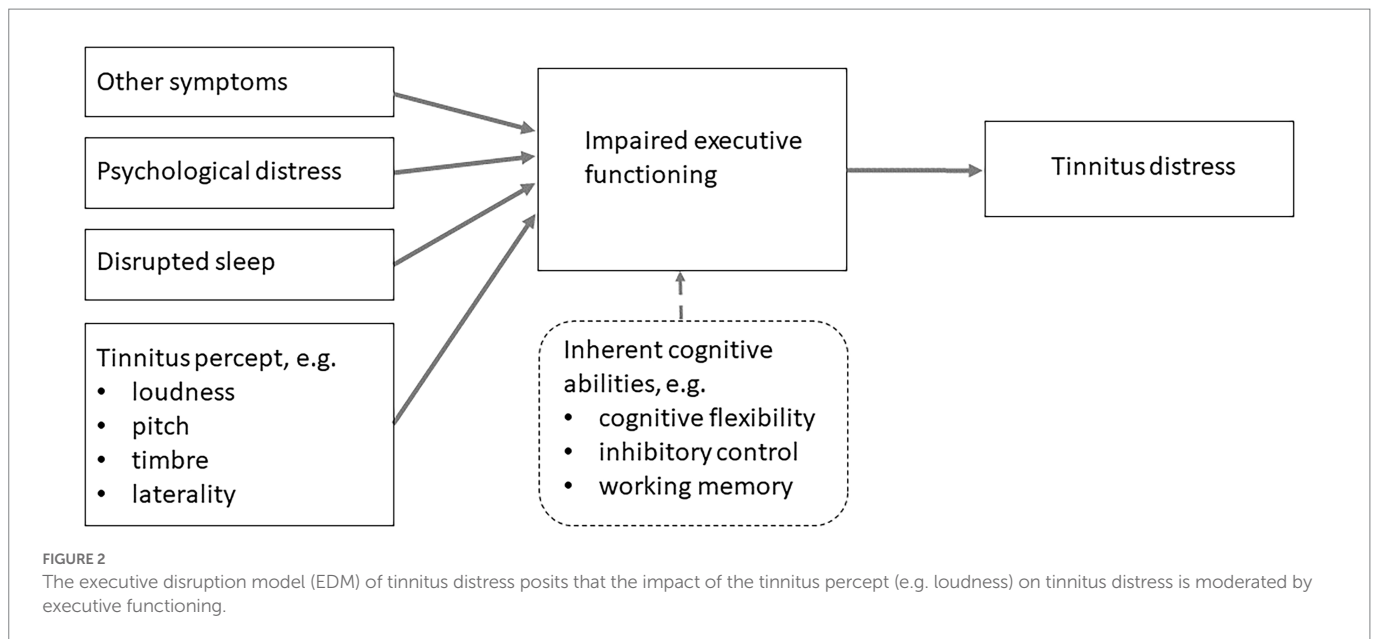 Other symptoms
Psychological distress
Disrupted sleep
Tinnitus percept, e.g.
• loudness
• pitch
• timbre
• laterality
Impaired executive
functioning
Inherent cognitive
abilities, e.g.
• cognitive flexibility
• inhibitory control
• working memory
Tinnitus distress
FIGURE 2
The executive disruption model (EDM) of tinnitus distress posits that the impact of the tinnitus percept (e.g. loudness) on tinnitus distress is moderated by
executive functioning.